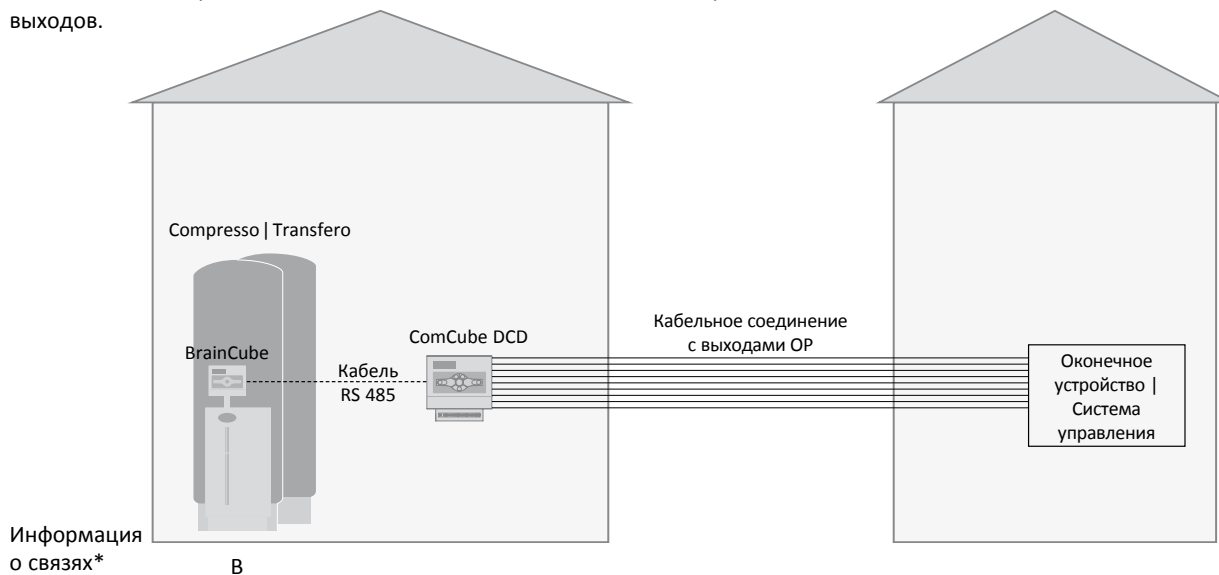 выходов.
Compresso | Transfero
BrainCube
Кабель
RS 485
ComCube DCD
Кабельное соединение
с выходами ОР
Оконечное
устройство |
Система
управления
Информация
о связях*
B